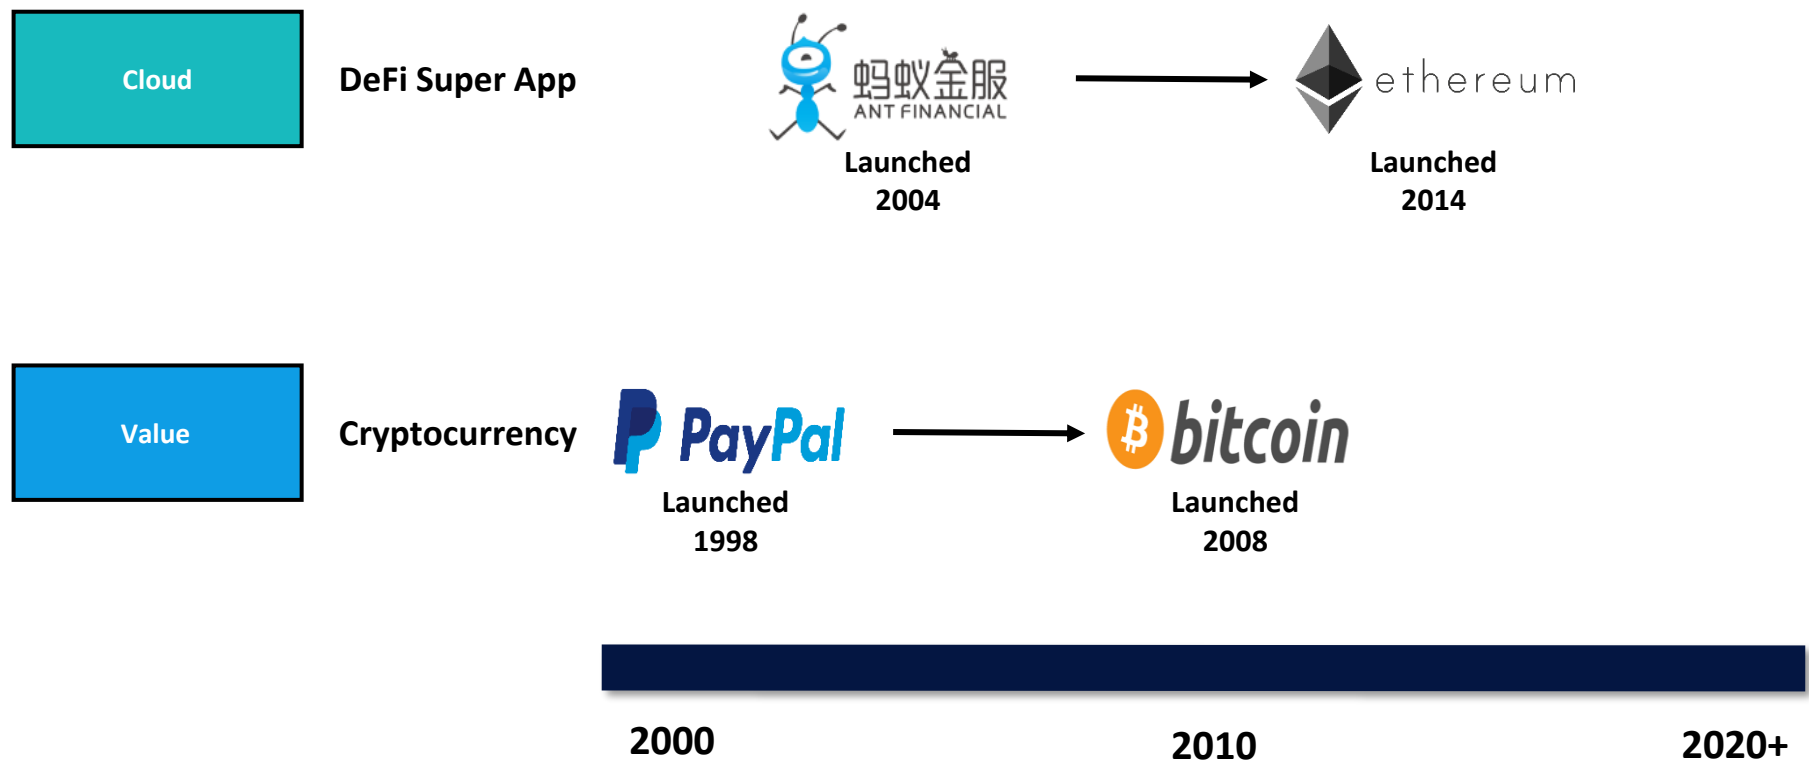 Cloud
DeFi Super App
蚂蚁金服
ANT FINANCIAL
Launched
2004
ethereum
Launched
2014
Value
Cryptocurrency
PayPal
Launched
1998
bitcoin
Launched
2008
2000
2010
2020+